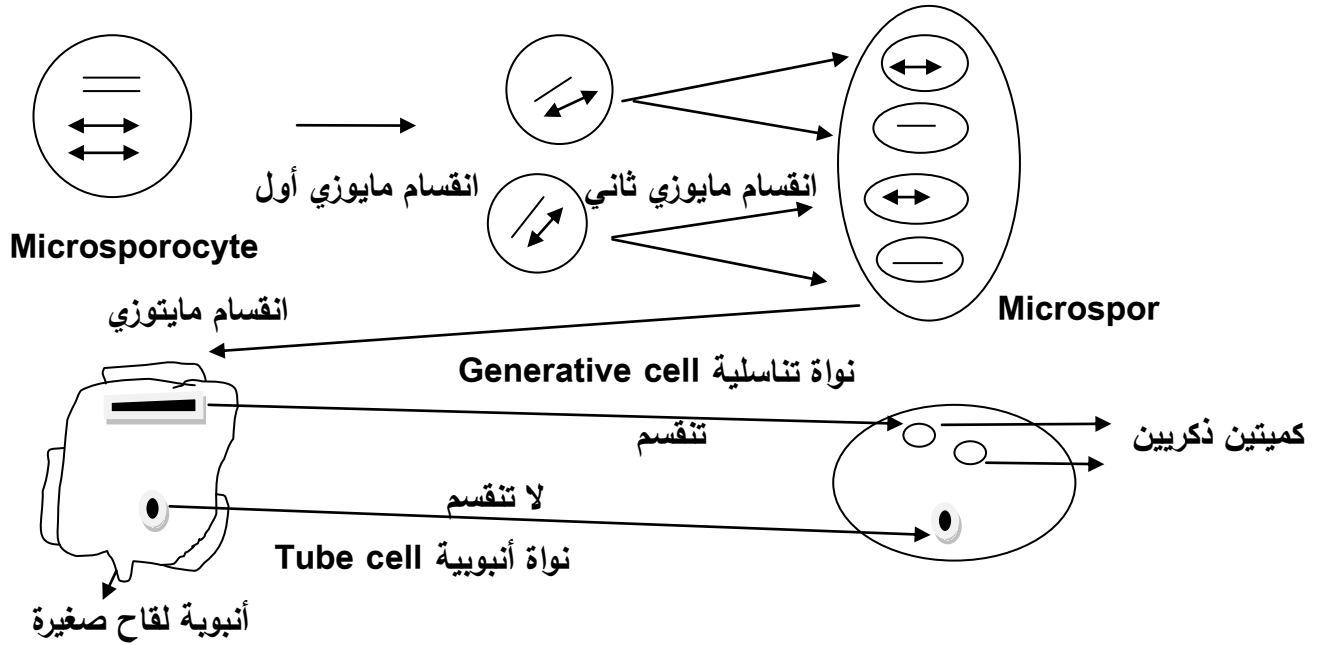 انقسام مايوزي أول
انقسام مايوزي ثاني
Microsporocyte
انقسام مايتوزي
Microspor
نواة تناسلية Generative cell
تنقسم
كميتين ذكريين
لا تنقسم
نواة أنبوبية Tube cell
أنبوبة لقاح صغيرة